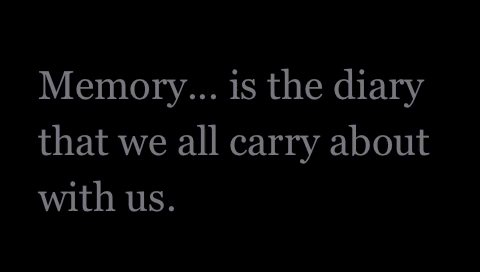 Memory... is the diary
that we all carry about
with us.